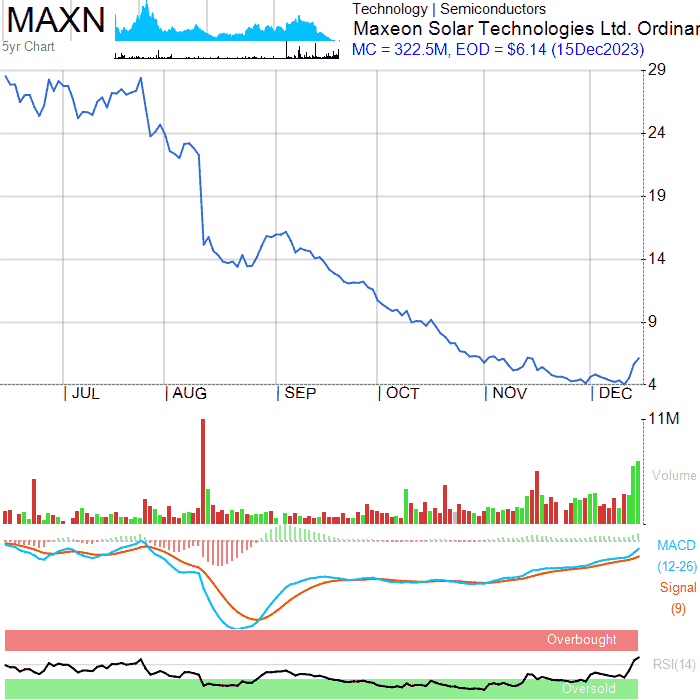 MAXN
5yr Chart
Technology | Semiconductors
Maxeon Solar Technologies Ltd. Ordinar
MC = 322.5M, EOD = $6.14 (15Dec2023)
29
24
19
14
9
4
| JUL | AUG | SEP | OCT | NOV | DEC
11M
Volume
MACD
(12-26)
Signal
(9)
Overbought
RSI(14)
Oversold